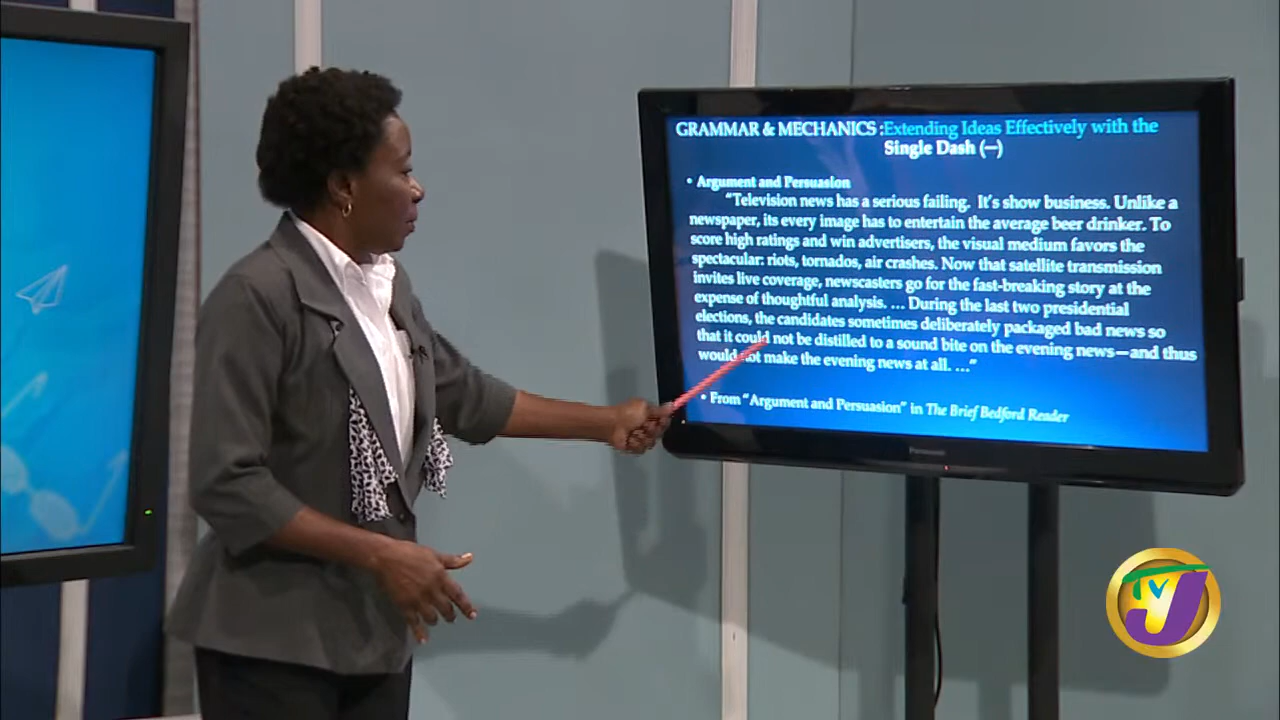 GRAMMAR & MECHANICS :Extending Ideas Effectively with the
Single Dash (—)
• Argument and Persuasion
“Television news has a serious failing. It's show business. Unlike a
newspaper, its every image has to entertain the average beer drinker. To
score high ratings and win advertisers, the visual medium favors the
spectacular: riots, tornados, air crashes. Now that satellite transmission
invites live coverage, newscasters go for the fast-breaking story at the
expense of thoughtful analysis. ... During the last two presidential
elections, the candidates sometimes deliberately packaged bad news so
that it could not be distilled to a sound bite on the evening news—and thus
would not make the evening news at all. ...”
• From “Argument and Persuasion” in The Brief Bedford Reader
Panasonic
TVJ